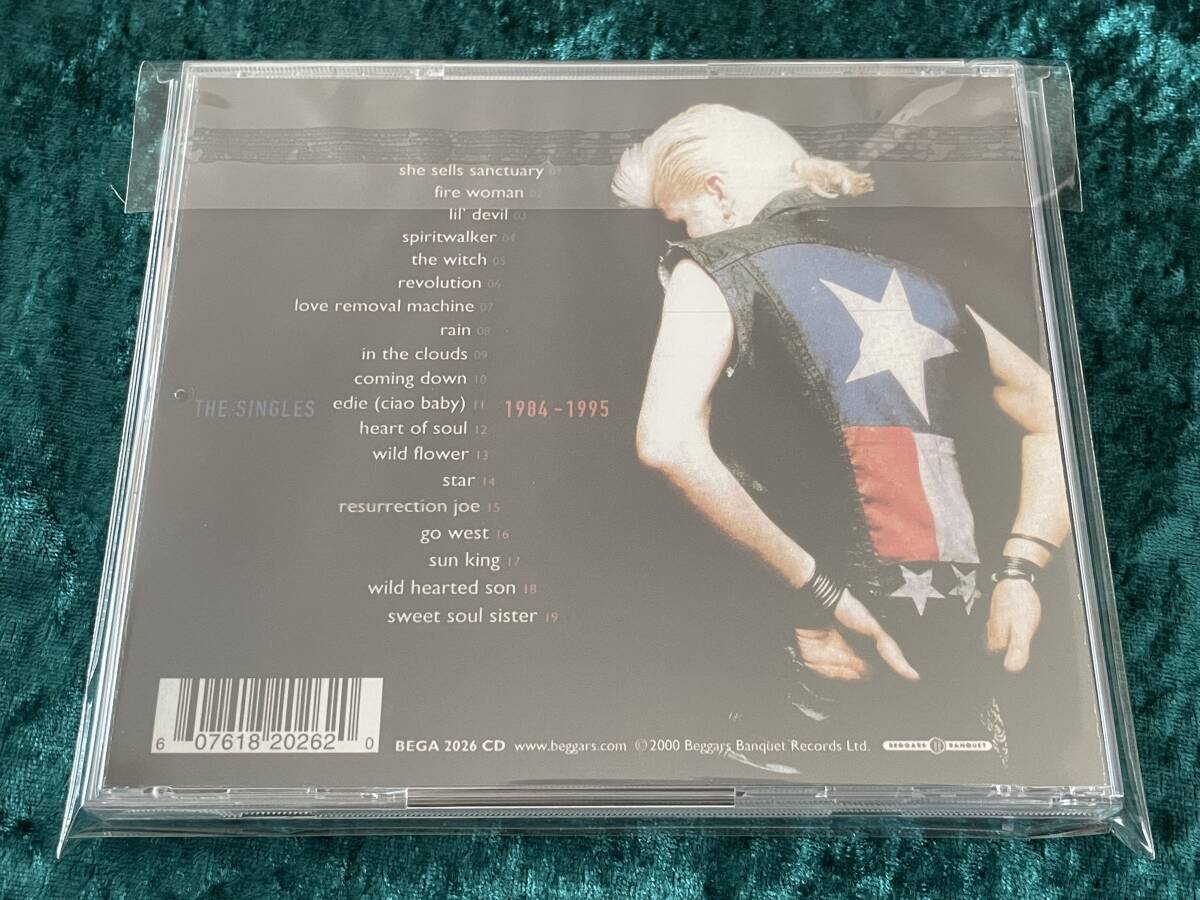 she sells sanctuary 01
fire woman 02
lil' devil 03
spiritwalker 04
the witch 05
revolution 06
love removal machine 07
rain 08
in the clouds 09
coming down 10
THE SINGLES edie (ciao baby) 11 1984 - 1995
heart of soul 12
wild flower 13
star 14
resurrection joe 15
go west 16
sun king 17
wild hearted son 18
sweet soul sister 19
6 07618 20262 0
BEGA 2026 CD www.beggars.com ©2000 Beggars Banquet Records Ltd. BEGGARS BANQUET